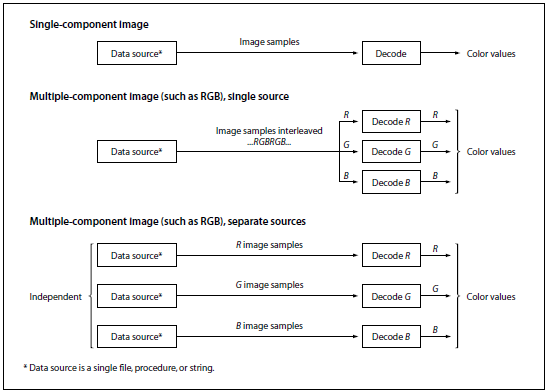 Single-component image
Image samples
Data source* Decode Color values
Multiple-component image (such as RGB), single source
R R
Decode R
Image samples interleaved
...RGBRGB...
G G
Data source* Decode G Color values
B B
Decode B
Multiple-component image (such as RGB), separate sources
R image samples R
Data source* Decode R
G image samples G
Independent Data source* Decode G Color values
B image samples B
Data source* Decode B
* Data source is a single file, procedure, or string.